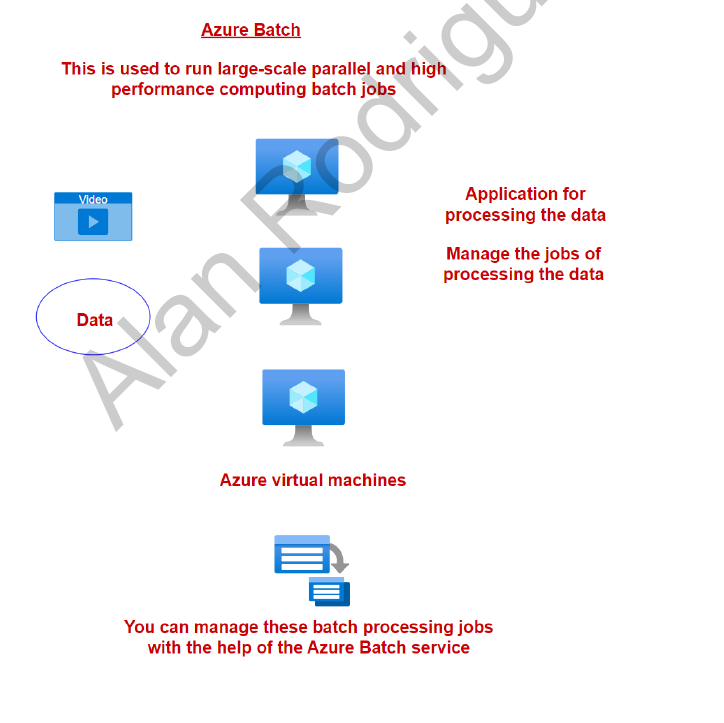 Azure Batch
This is used to run large-scale parallel and high
performance computing batch jobs
Video
Application for
processing the data
Manage the jobs of
processing the data
Data
Azure virtual machines
You can manage these batch processing jobs
with the help of the Azure Batch service
Alan Rodrigu